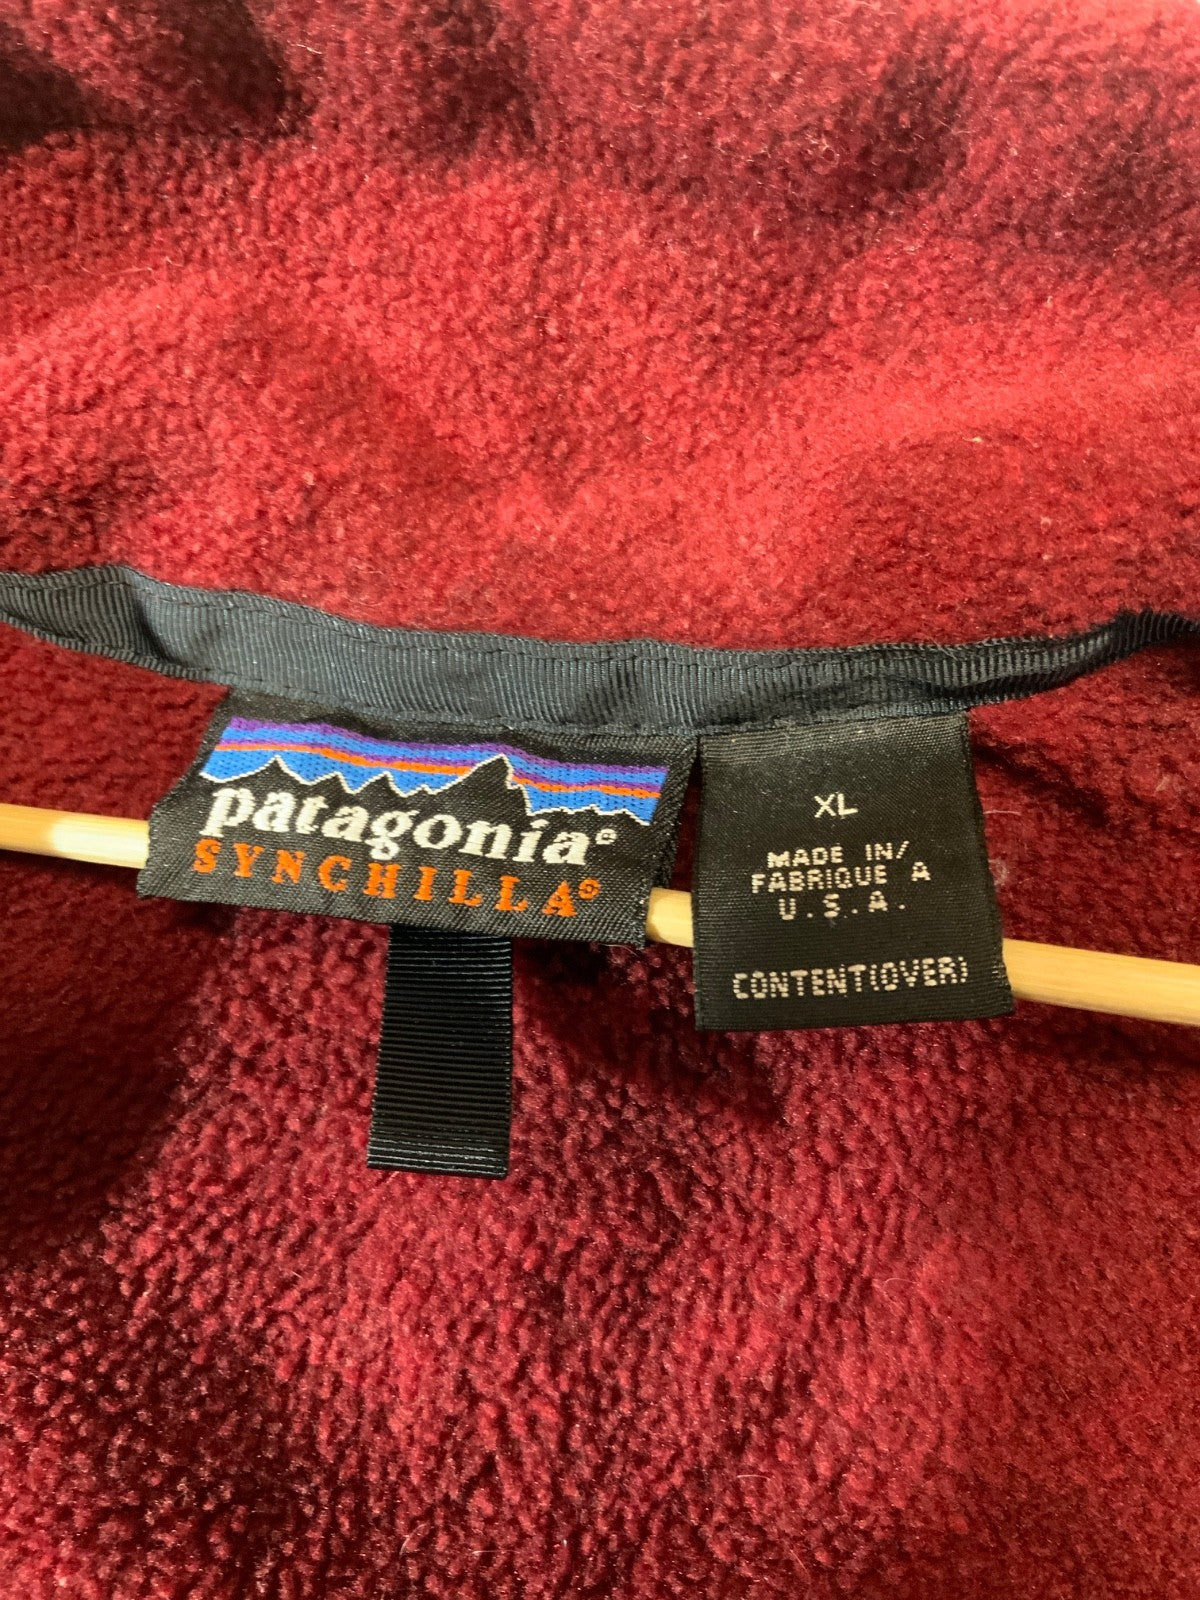 patagonia®
SYNCHILLA®
XL
MADE IN/
FABRIQUE A
U.S.A.
CONTENT(OVER)